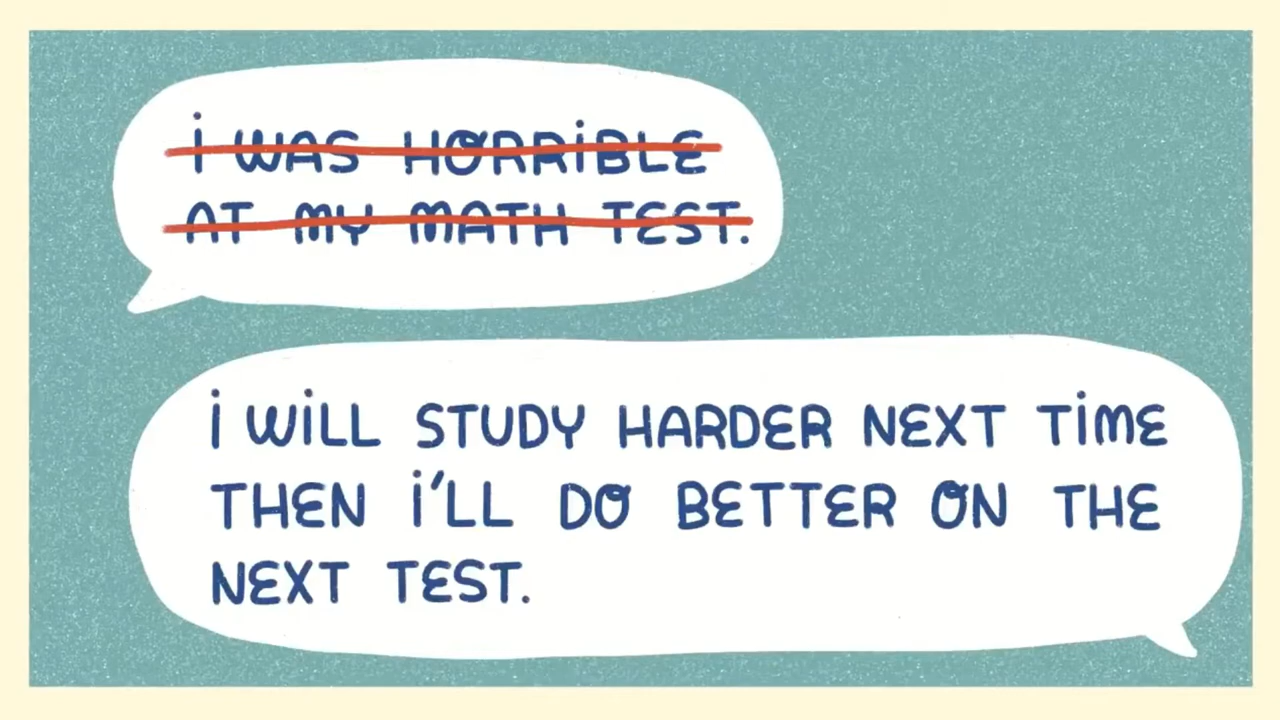 I WAS HORRIBLE
AT MY MATH TEST.
I WILL STUDY HARDER NEXT TIME
THEN I'LL DO BETTER ON THE
NEXT TEST.